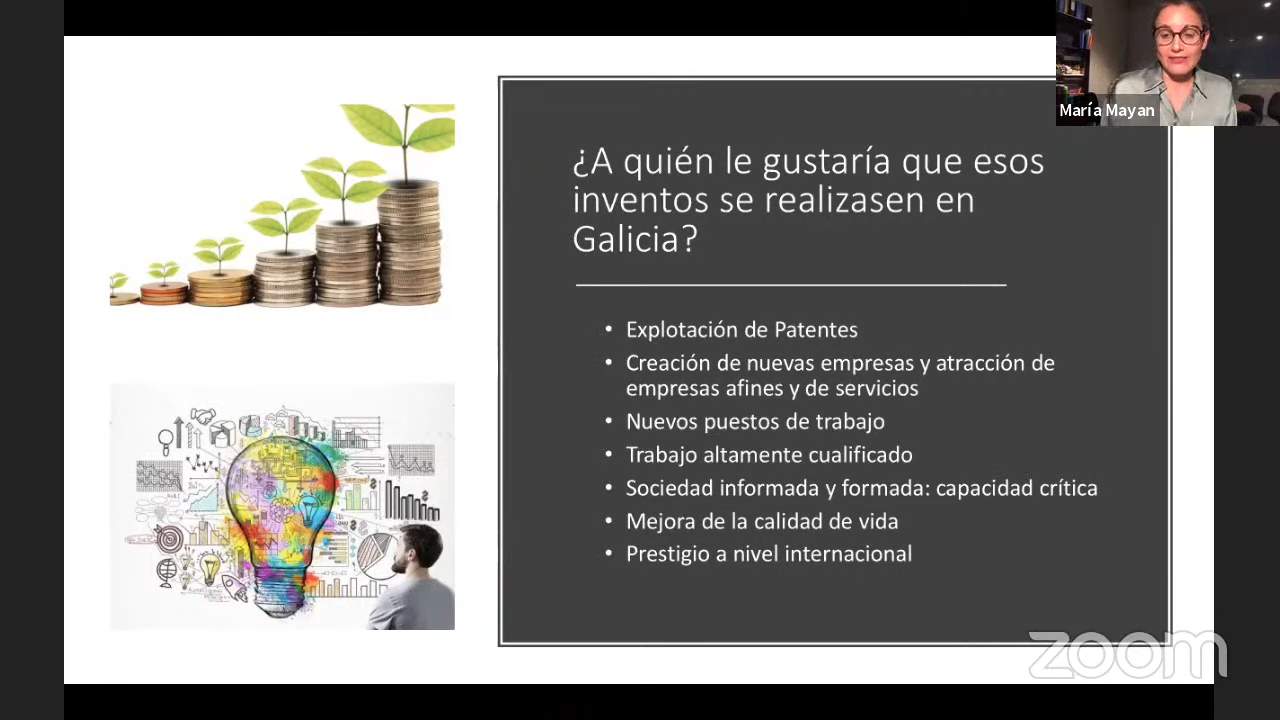 María Mayan
¿A quién le gustaría que esos
inventos se realizasen en
Galicia?
• Explotación de Patentes
• Creación de nuevas empresas y atracción de
empresas afines y de servicios
• Nuevos puestos de trabajo
• Trabajo altamente cualificado
• Sociedad informada y formada: capacidad crítica
• Mejora de la calidad de vida
• Prestigio a nivel internacional
zoom